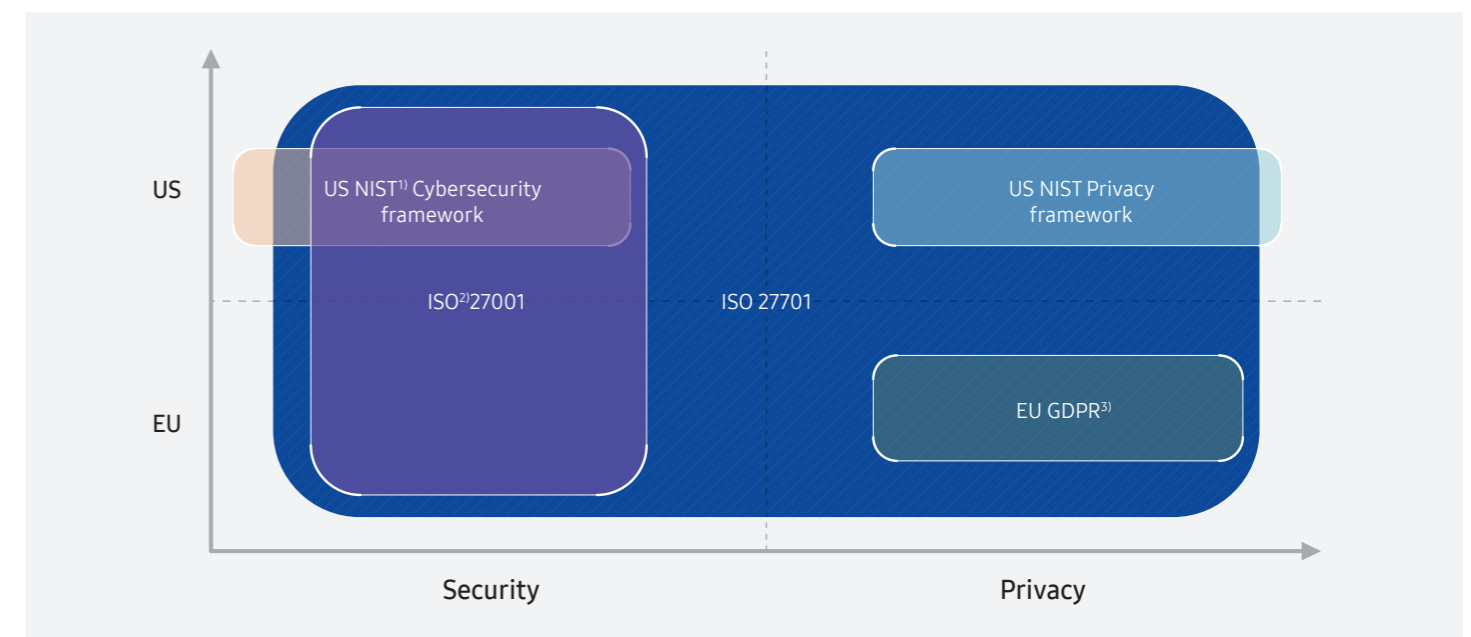 US
US NIST¹⁾ Cybersecurity
framework
US NIST Privacy
framework
ISO²⁾27001
ISO 27701
EU
EU GDPR³⁾
Security
Privacy